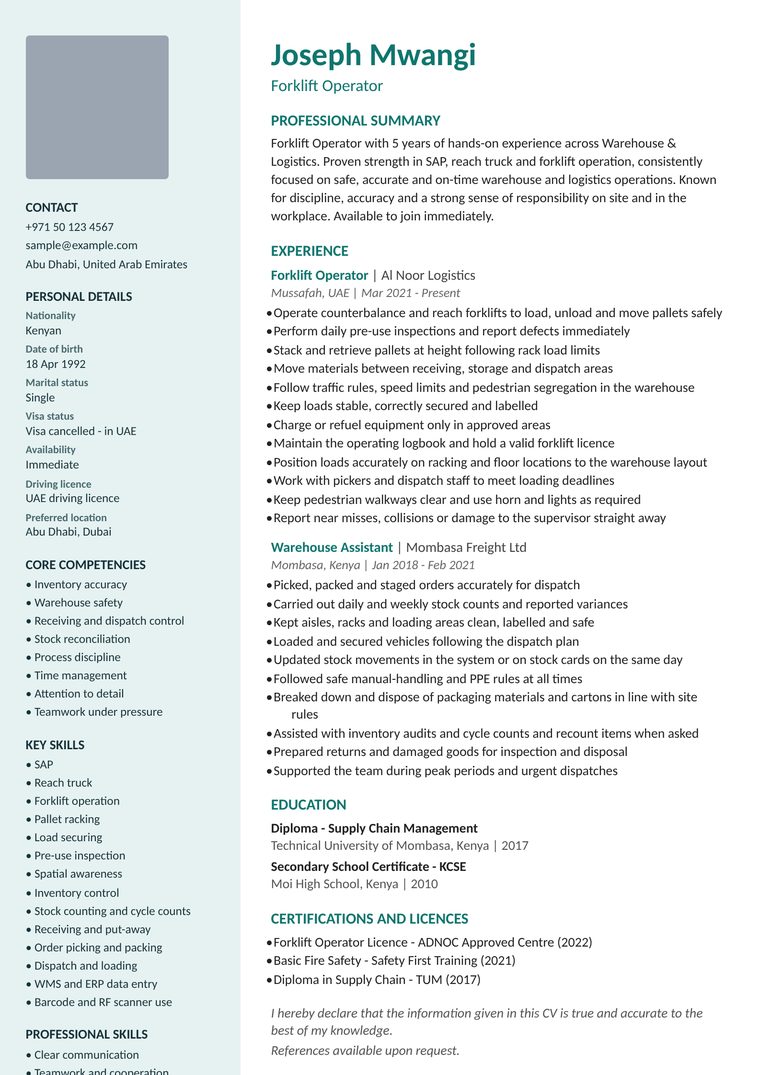 CONTACT
+971 50 123 4567
sample@example.com
Abu Dhabi, United Arab Emirates
PERSONAL DETAILS
Nationality
Kenyan
Date of birth
18 Apr 1992
Marital status
Single
Visa status
Visa cancelled - in UAE
Availability
Immediate
Driving licence
UAE driving licence
Preferred location
Abu Dhabi, Dubai
CORE COMPETENCIES
• Inventory accuracy
• Warehouse safety
• Receiving and dispatch control
• Stock reconciliation
• Process discipline
• Time management
• Attention to detail
• Teamwork under pressure
KEY SKILLS
• SAP
• Reach truck
• Forklift operation
• Pallet racking
• Load securing
• Pre-use inspection
• Spatial awareness
• Inventory control
• Stock counting and cycle counts
• Receiving and put-away
• Order picking and packing
• Dispatch and loading
• WMS and ERP data entry
• Barcode and RF scanner use
PROFESSIONAL SKILLS
• Clear communication
• Teamwork and cooperation
Joseph Mwangi
Forklift Operator
PROFESSIONAL SUMMARY
Forklift Operator with 5 years of hands-on experience across Warehouse &
Logistics. Proven strength in SAP, reach truck and forklift operation, consistently
focused on safe, accurate and on-time warehouse and logistics operations. Known
for discipline, accuracy and a strong sense of responsibility on site and in the
workplace. Available to join immediately.
EXPERIENCE
Forklift Operator | Al Noor Logistics
Mussafah, UAE | Mar 2021 - Present
•Operate counterbalance and reach forklifts to load, unload and move pallets safely
•Perform daily pre-use inspections and report defects immediately
•Stack and retrieve pallets at height following rack load limits
•Move materials between receiving, storage and dispatch areas
•Follow traffic rules, speed limits and pedestrian segregation in the warehouse
•Keep loads stable, correctly secured and labelled
•Charge or refuel equipment only in approved areas
•Maintain the operating logbook and hold a valid forklift licence
•Position loads accurately on racking and floor locations to the warehouse layout
•Work with pickers and dispatch staff to meet loading deadlines
•Keep pedestrian walkways clear and use horn and lights as required
•Report near misses, collisions or damage to the supervisor straight away
Warehouse Assistant | Mombasa Freight Ltd
Mombasa, Kenya | Jan 2018 - Feb 2021
•Picked, packed and staged orders accurately for dispatch
•Carried out daily and weekly stock counts and reported variances
•Kept aisles, racks and loading areas clean, labelled and safe
•Loaded and secured vehicles following the dispatch plan
•Updated stock movements in the system or on stock cards on the same day
•Followed safe manual-handling and PPE rules at all times
•Breaked down and dispose of packaging materials and cartons in line with site
rules
•Assisted with inventory audits and cycle counts and recount items when asked
•Prepared returns and damaged goods for inspection and disposal
•Supported the team during peak periods and urgent dispatches
EDUCATION
Diploma - Supply Chain Management
Technical University of Mombasa, Kenya | 2017
Secondary School Certificate - KCSE
Moi High School, Kenya | 2010
CERTIFICATIONS AND LICENCES
•Forklift Operator Licence - ADNOC Approved Centre (2022)
•Basic Fire Safety - Safety First Training (2021)
•Diploma in Supply Chain - TUM (2017)
I hereby declare that the information given in this CV is true and accurate to the
best of my knowledge.
References available upon request.